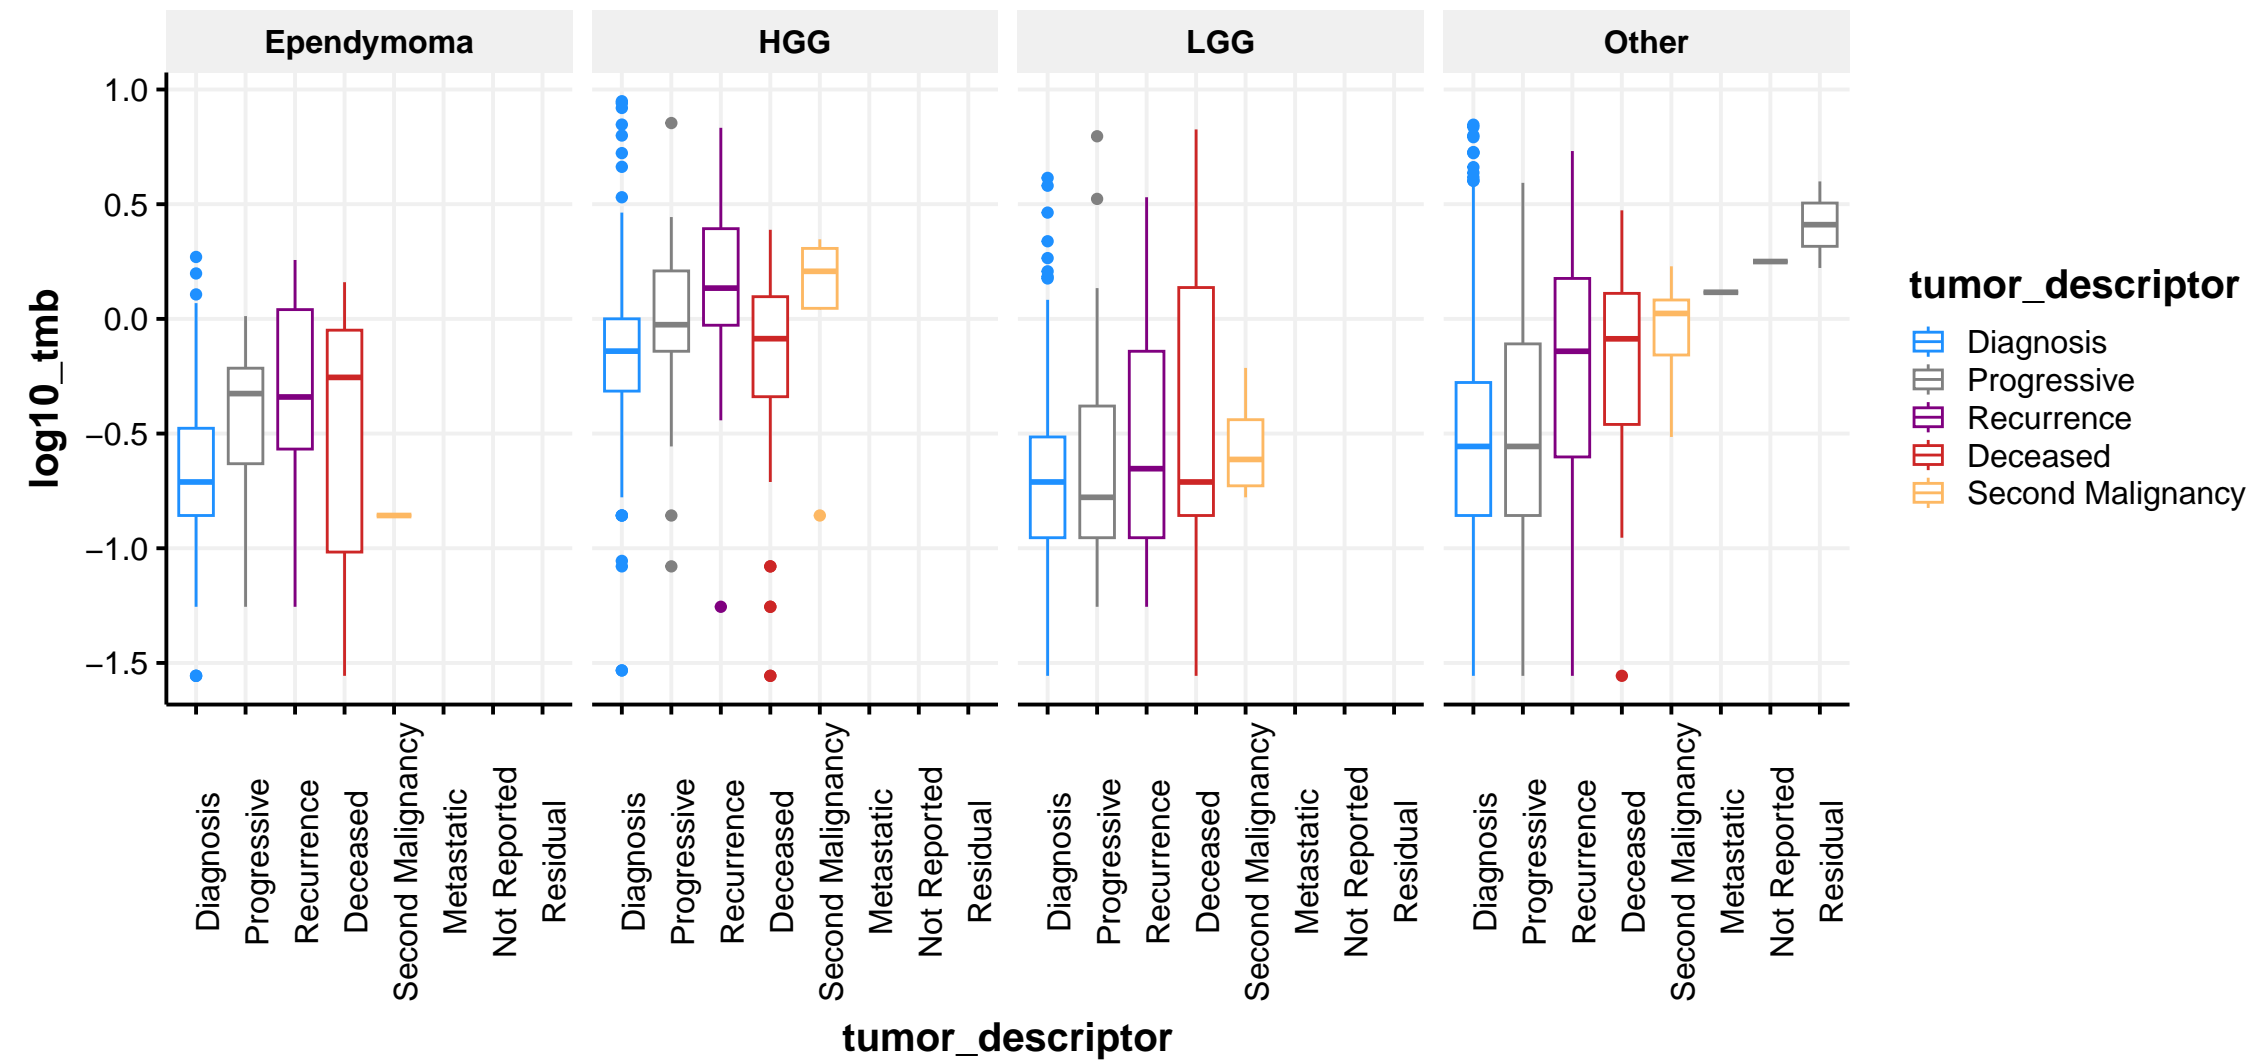 Ependymoma HGG LGG Other
1.0
0.5
0.0
−0.5
−1.0
−1.5
log10_tmb
Diagnosis Progressive Recurrence Deceased Second Malignancy Metastatic Not Reported Residual
Diagnosis Progressive Recurrence Deceased Second Malignancy Metastatic Not Reported Residual
Diagnosis Progressive Recurrence Deceased Second Malignancy Metastatic Not Reported Residual
Diagnosis Progressive Recurrence Deceased Second Malignancy Metastatic Not Reported Residual
tumor_descriptor
tumor_descriptor
Diagnosis
Progressive
Recurrence
Deceased
Second Malignancy